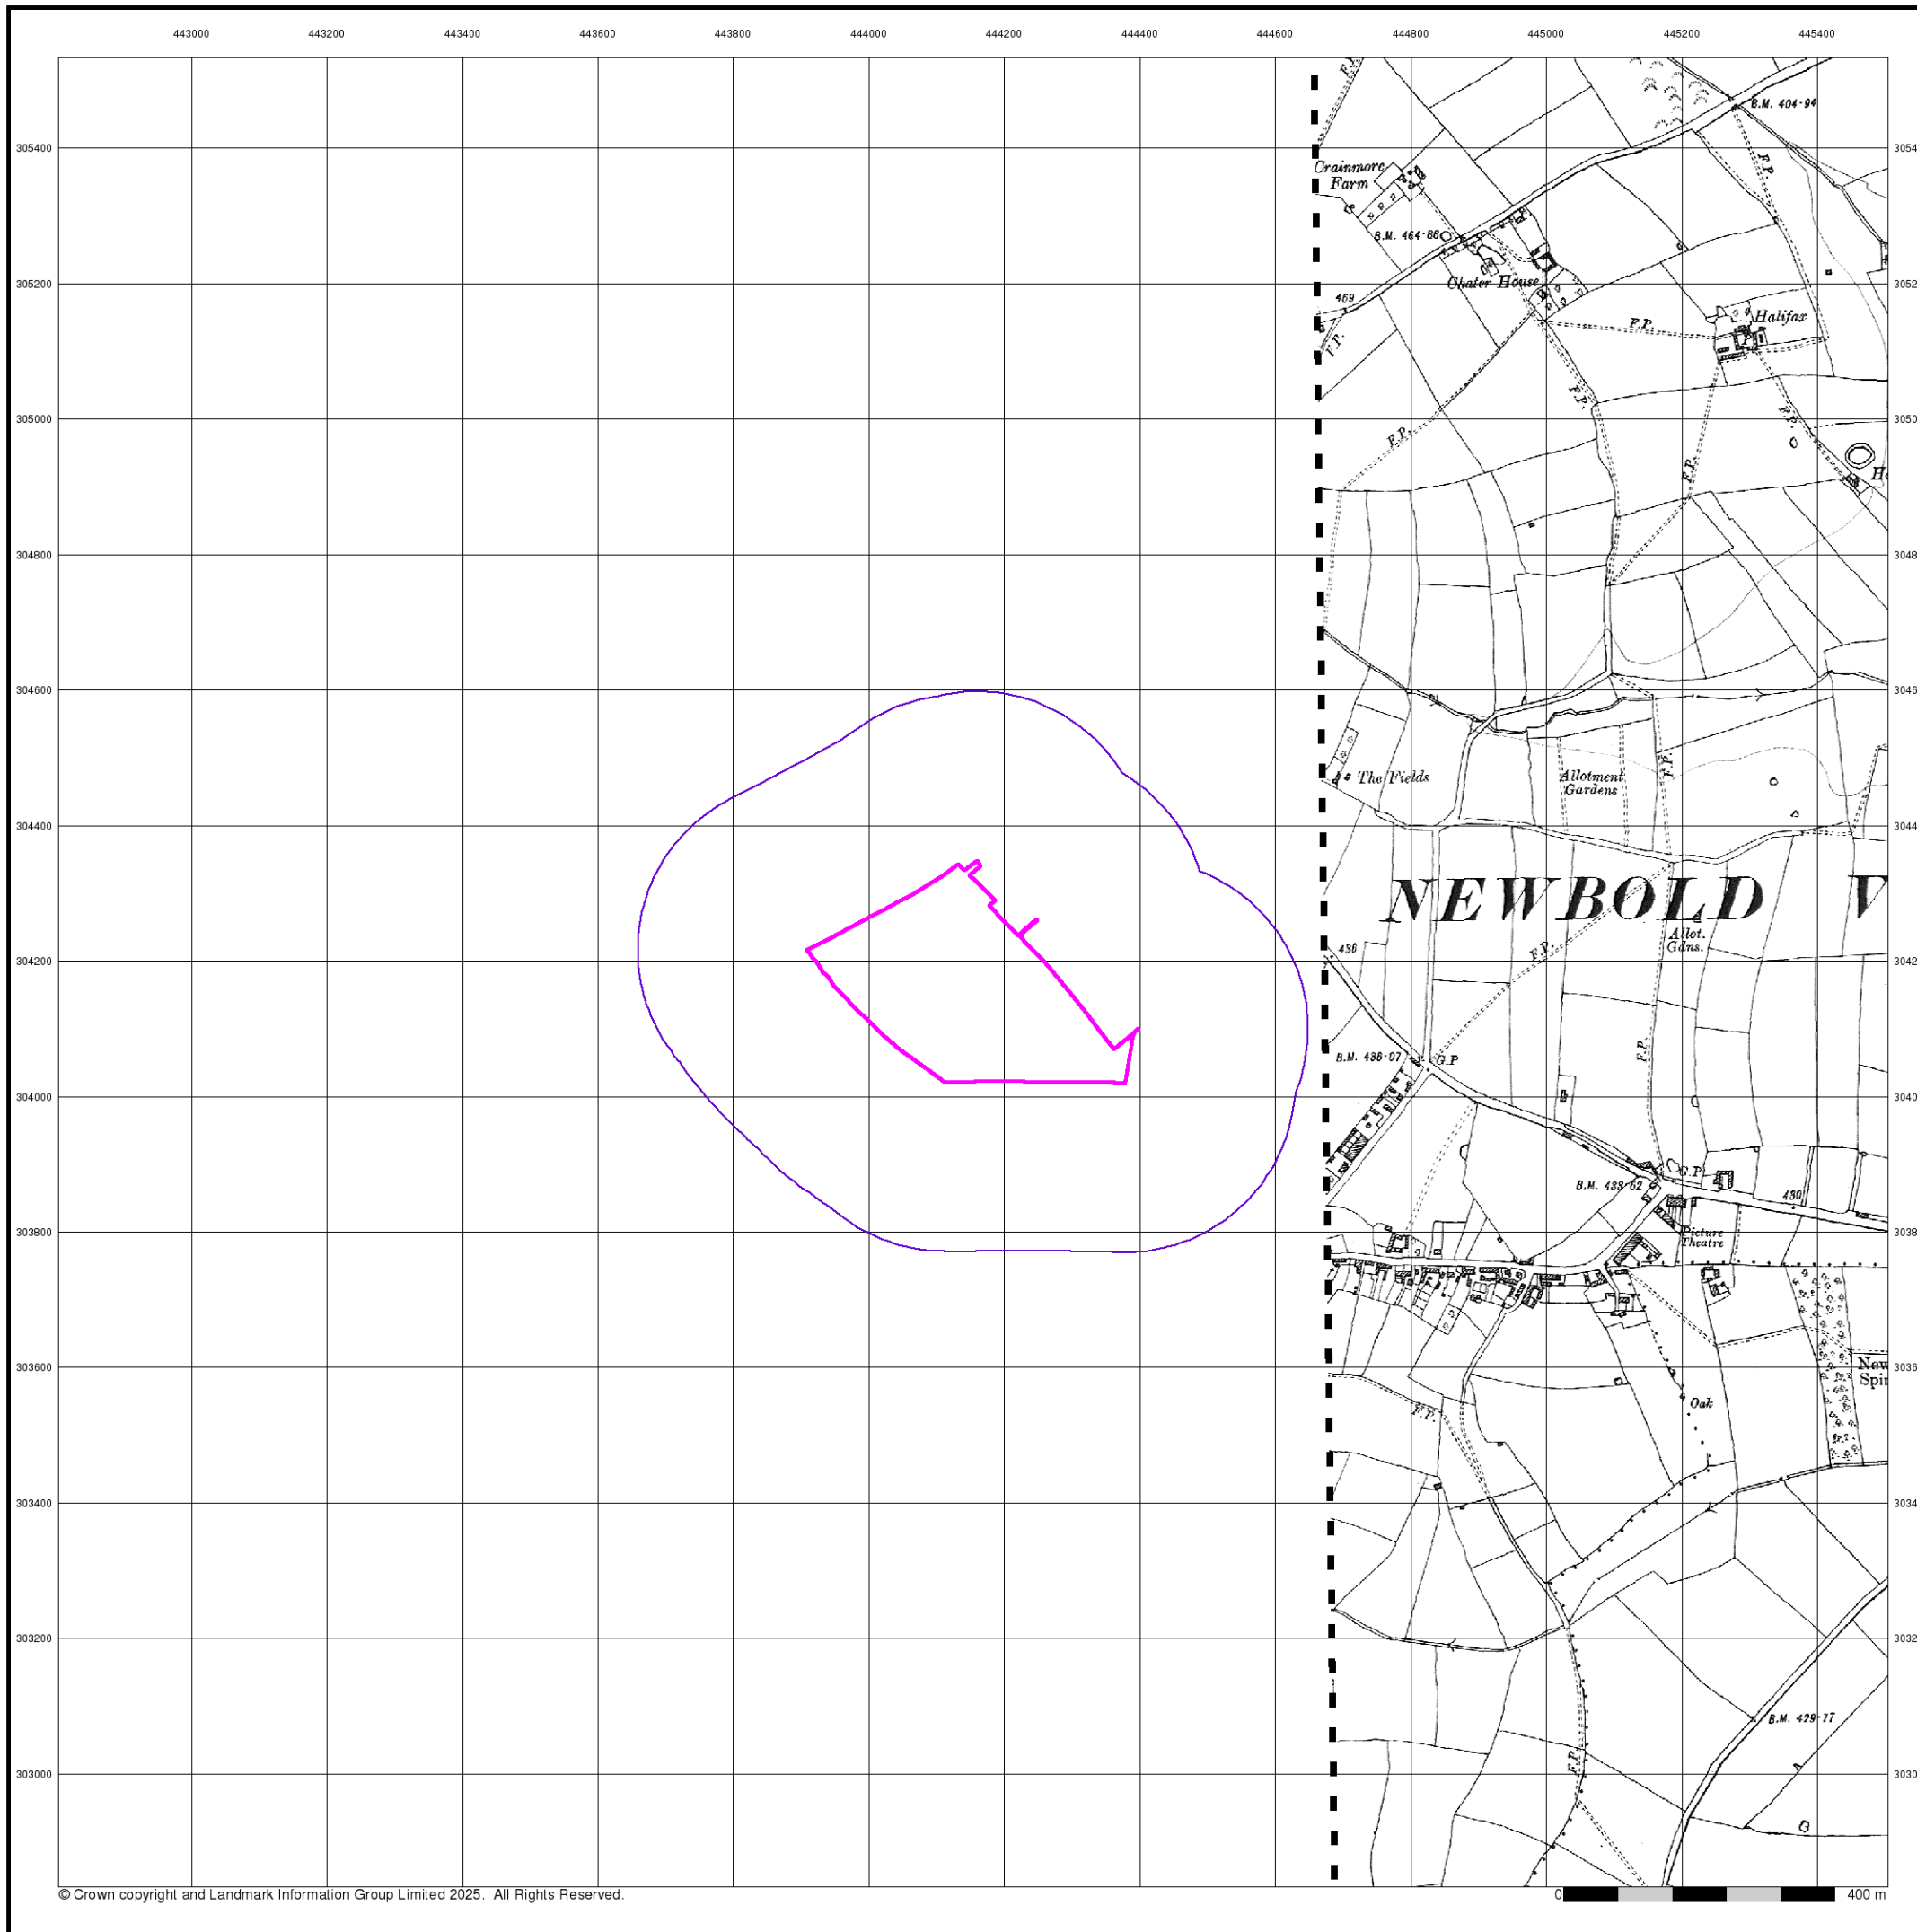 443000 443200 443400 443600 443800 444000 444200 444400 444600 444800 445000 445200 445400
305400
305200
305000
304800
304600
304400
304200
304000
303800
303600
303400
303200
303000
F.P.
B.M. 404·94
Crainmore
Farm
F.P.
B.M. 464·86
Chater House
469
F.P.
F.P.
Halifax
F.P.
F.P.
F.P.
F.P.
F.P.
The Fields
Allotment
Gardens
F.P.
NEWBOLD V
Allot.
Gdns.
436
F.P.
F.P.
B.M. 436·07
G.P
G.P
B.M. 433·62
430
Picture
Theatre
New
Spin
Oak
F.P.
B.M. 429·77
F.P.
© Crown copyright and Landmark Information Group Limited 2025. All Rights Reserved.
0 400 m